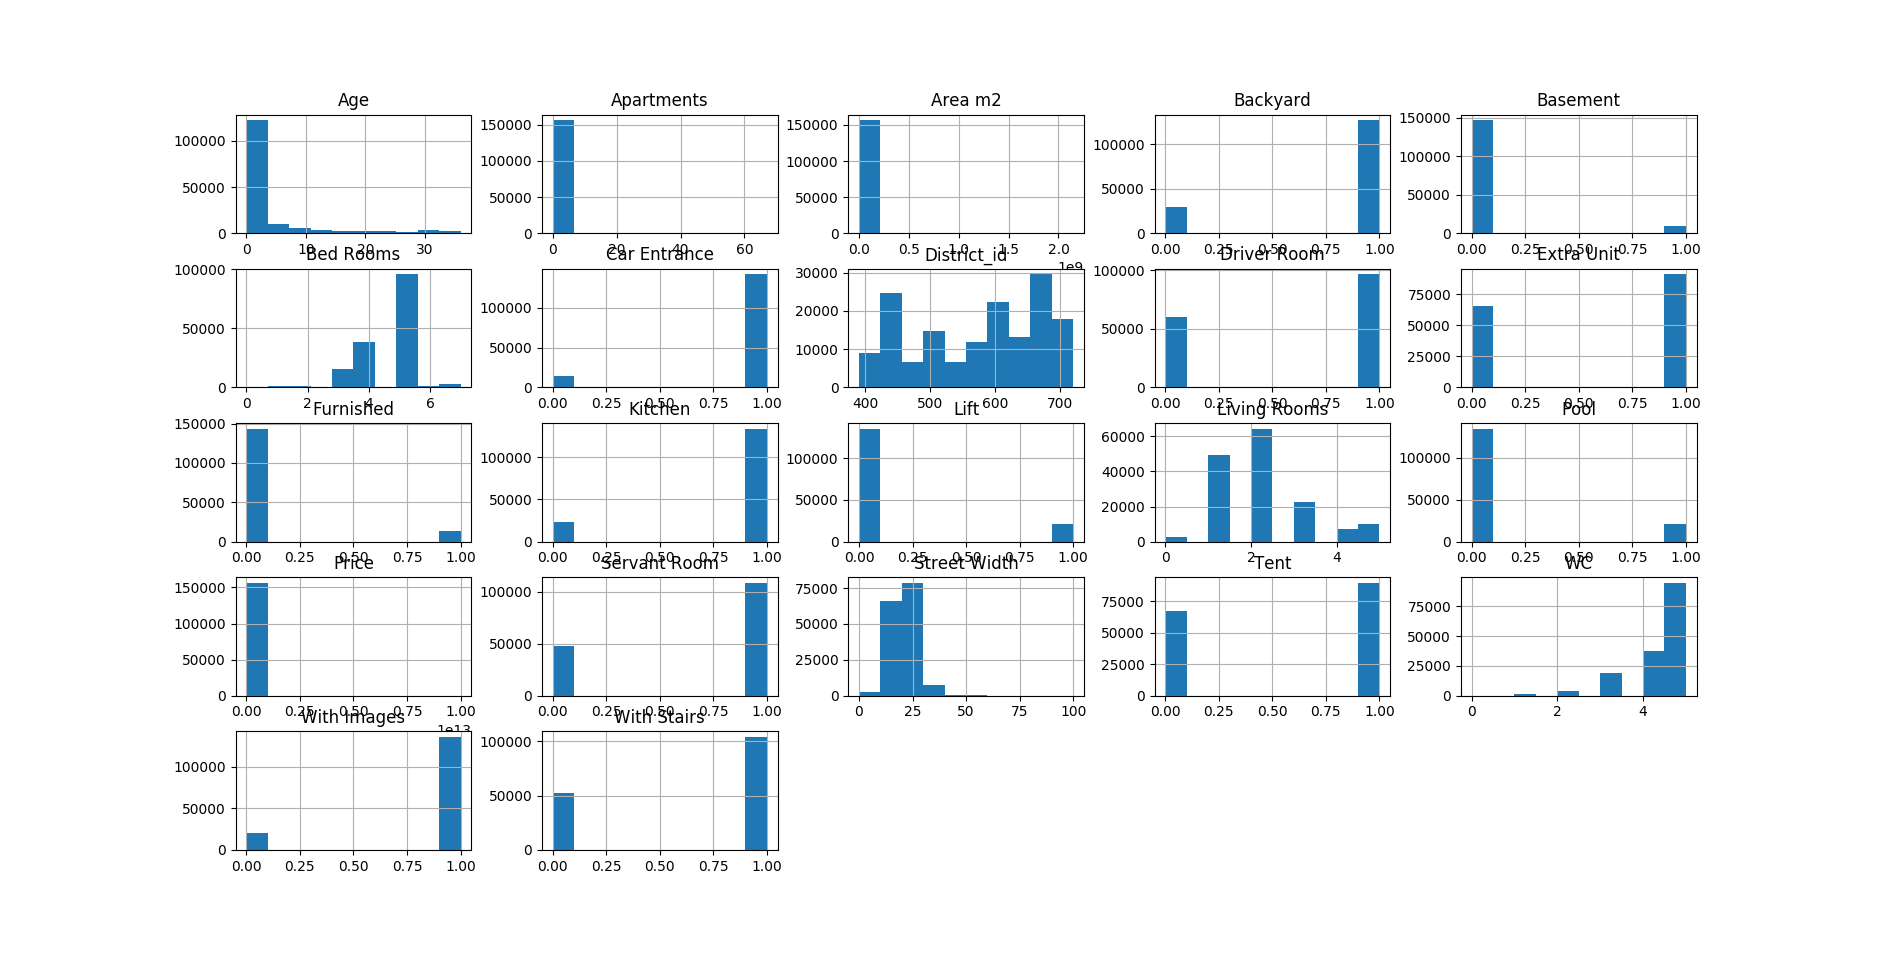 Age Apartments Area m2 Backyard Basement
100000 150000 150000 100000 150000
50000 100000 100000 50000 100000
0 50000 50000 0 50000
0 0 0
0 10 20 30 0 20 40 60 0.0 0.5 1.0 1.5 2.0 0.00 0.25 0.50 0.75 1.00 0.00 0.25 0.50 0.75 1.00
1e9
Bed Rooms Car Entrance District_id Driver Room Extra Unit
100000 100000 30000 100000 75000
50000 50000 20000 50000 50000
0 0 10000 0 25000
0 0
0 2 4 6 0.00 0.25 0.50 0.75 1.00 400 500 600 700 0.00 0.25 0.50 0.75 1.00 0.00 0.25 0.50 0.75 1.00
Furnished Kitchen Lift Living Rooms Pool
150000 100000 100000 60000 100000
100000 50000 50000 40000 50000
50000 0 0 20000 0
0 0
0.00 0.25 0.50 0.75 1.00 0.00 0.25 0.50 0.75 1.00 0.00 0.25 0.50 0.75 1.00 0 2 4 0.00 0.25 0.50 0.75 1.00
Price Servant Room Street Width Tent WC
150000 100000 75000 75000 75000
100000 50000 50000 50000 50000
50000 0 25000 25000 25000
0 0 0 0
0.00 0.25 0.50 0.75 1.00 0.00 0.25 0.50 0.75 1.00 0 25 50 75 100 0.00 0.25 0.50 0.75 1.00 0 2 4
1e13
With Images With Stairs
100000 100000
50000 50000
0 0
0.00 0.25 0.50 0.75 1.00 0.00 0.25 0.50 0.75 1.00